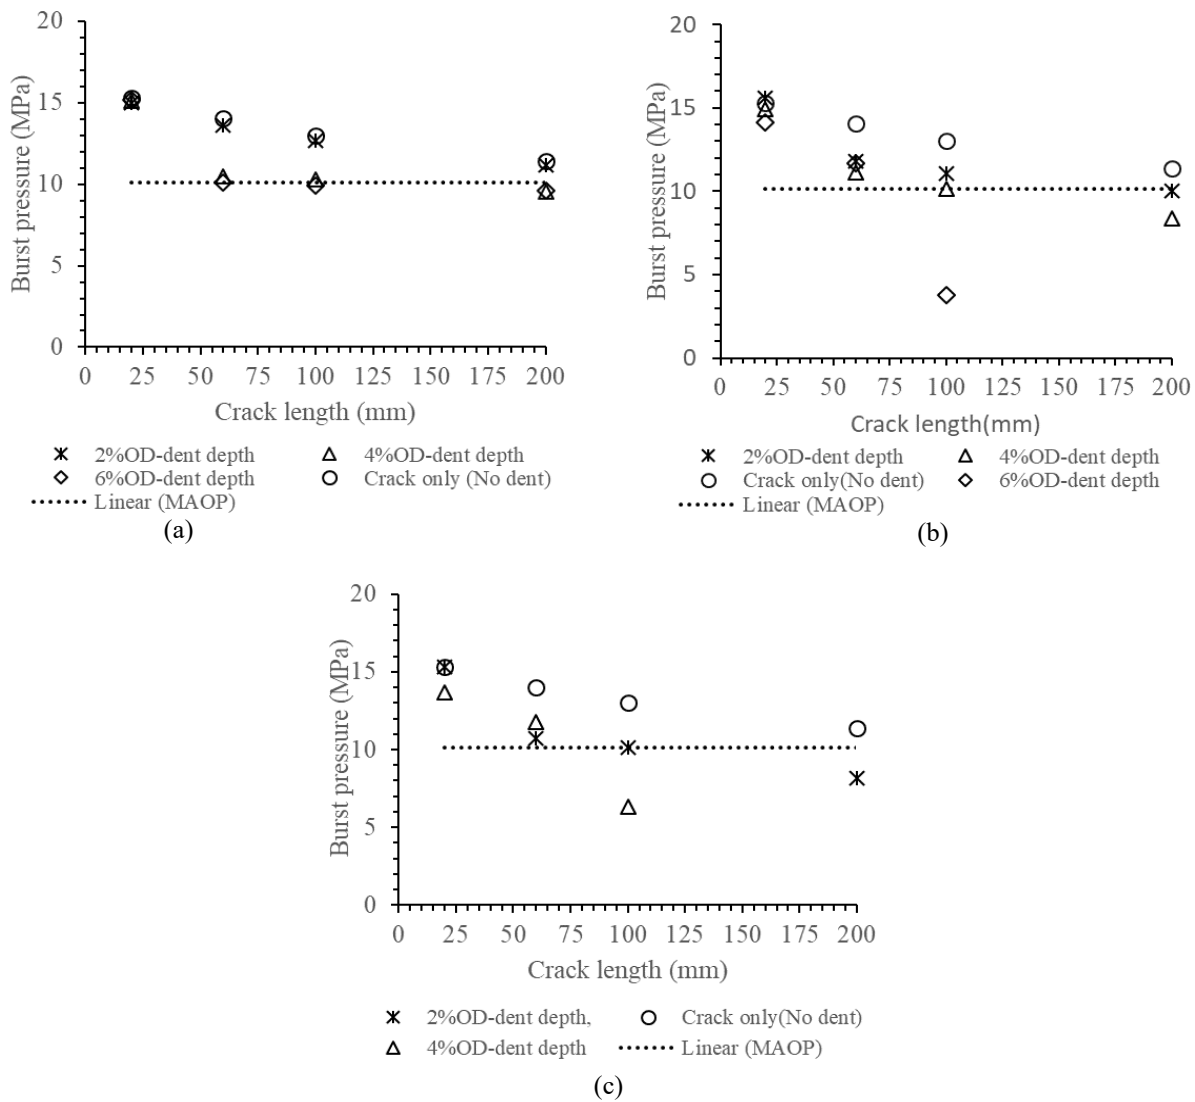 20
15
10
5
0
Burst pressure (MPa)
0 25 50 75 100 125 150 175 200
Crack length (mm)
2%OD-dent depth 4%OD-dent depth
6%OD-dent depth Crack only (No dent)
Linear (MAOP)
(a)
20
15
10
5
0
Burst pressure (MPa)
0 25 50 75 100 125 150 175 200
Crack length(mm)
2%OD-dent depth 4%OD-dent depth
Crack only(No dent) 6%OD-dent depth
Linear (MAOP)
(b)
20
15
10
5
0
Burst pressure (MPa)
0 25 50 75 100 125 150 175 200
Crack length (mm)
2%OD-dent depth, Crack only(No dent)
4%OD-dent depth Linear (MAOP)
(c)